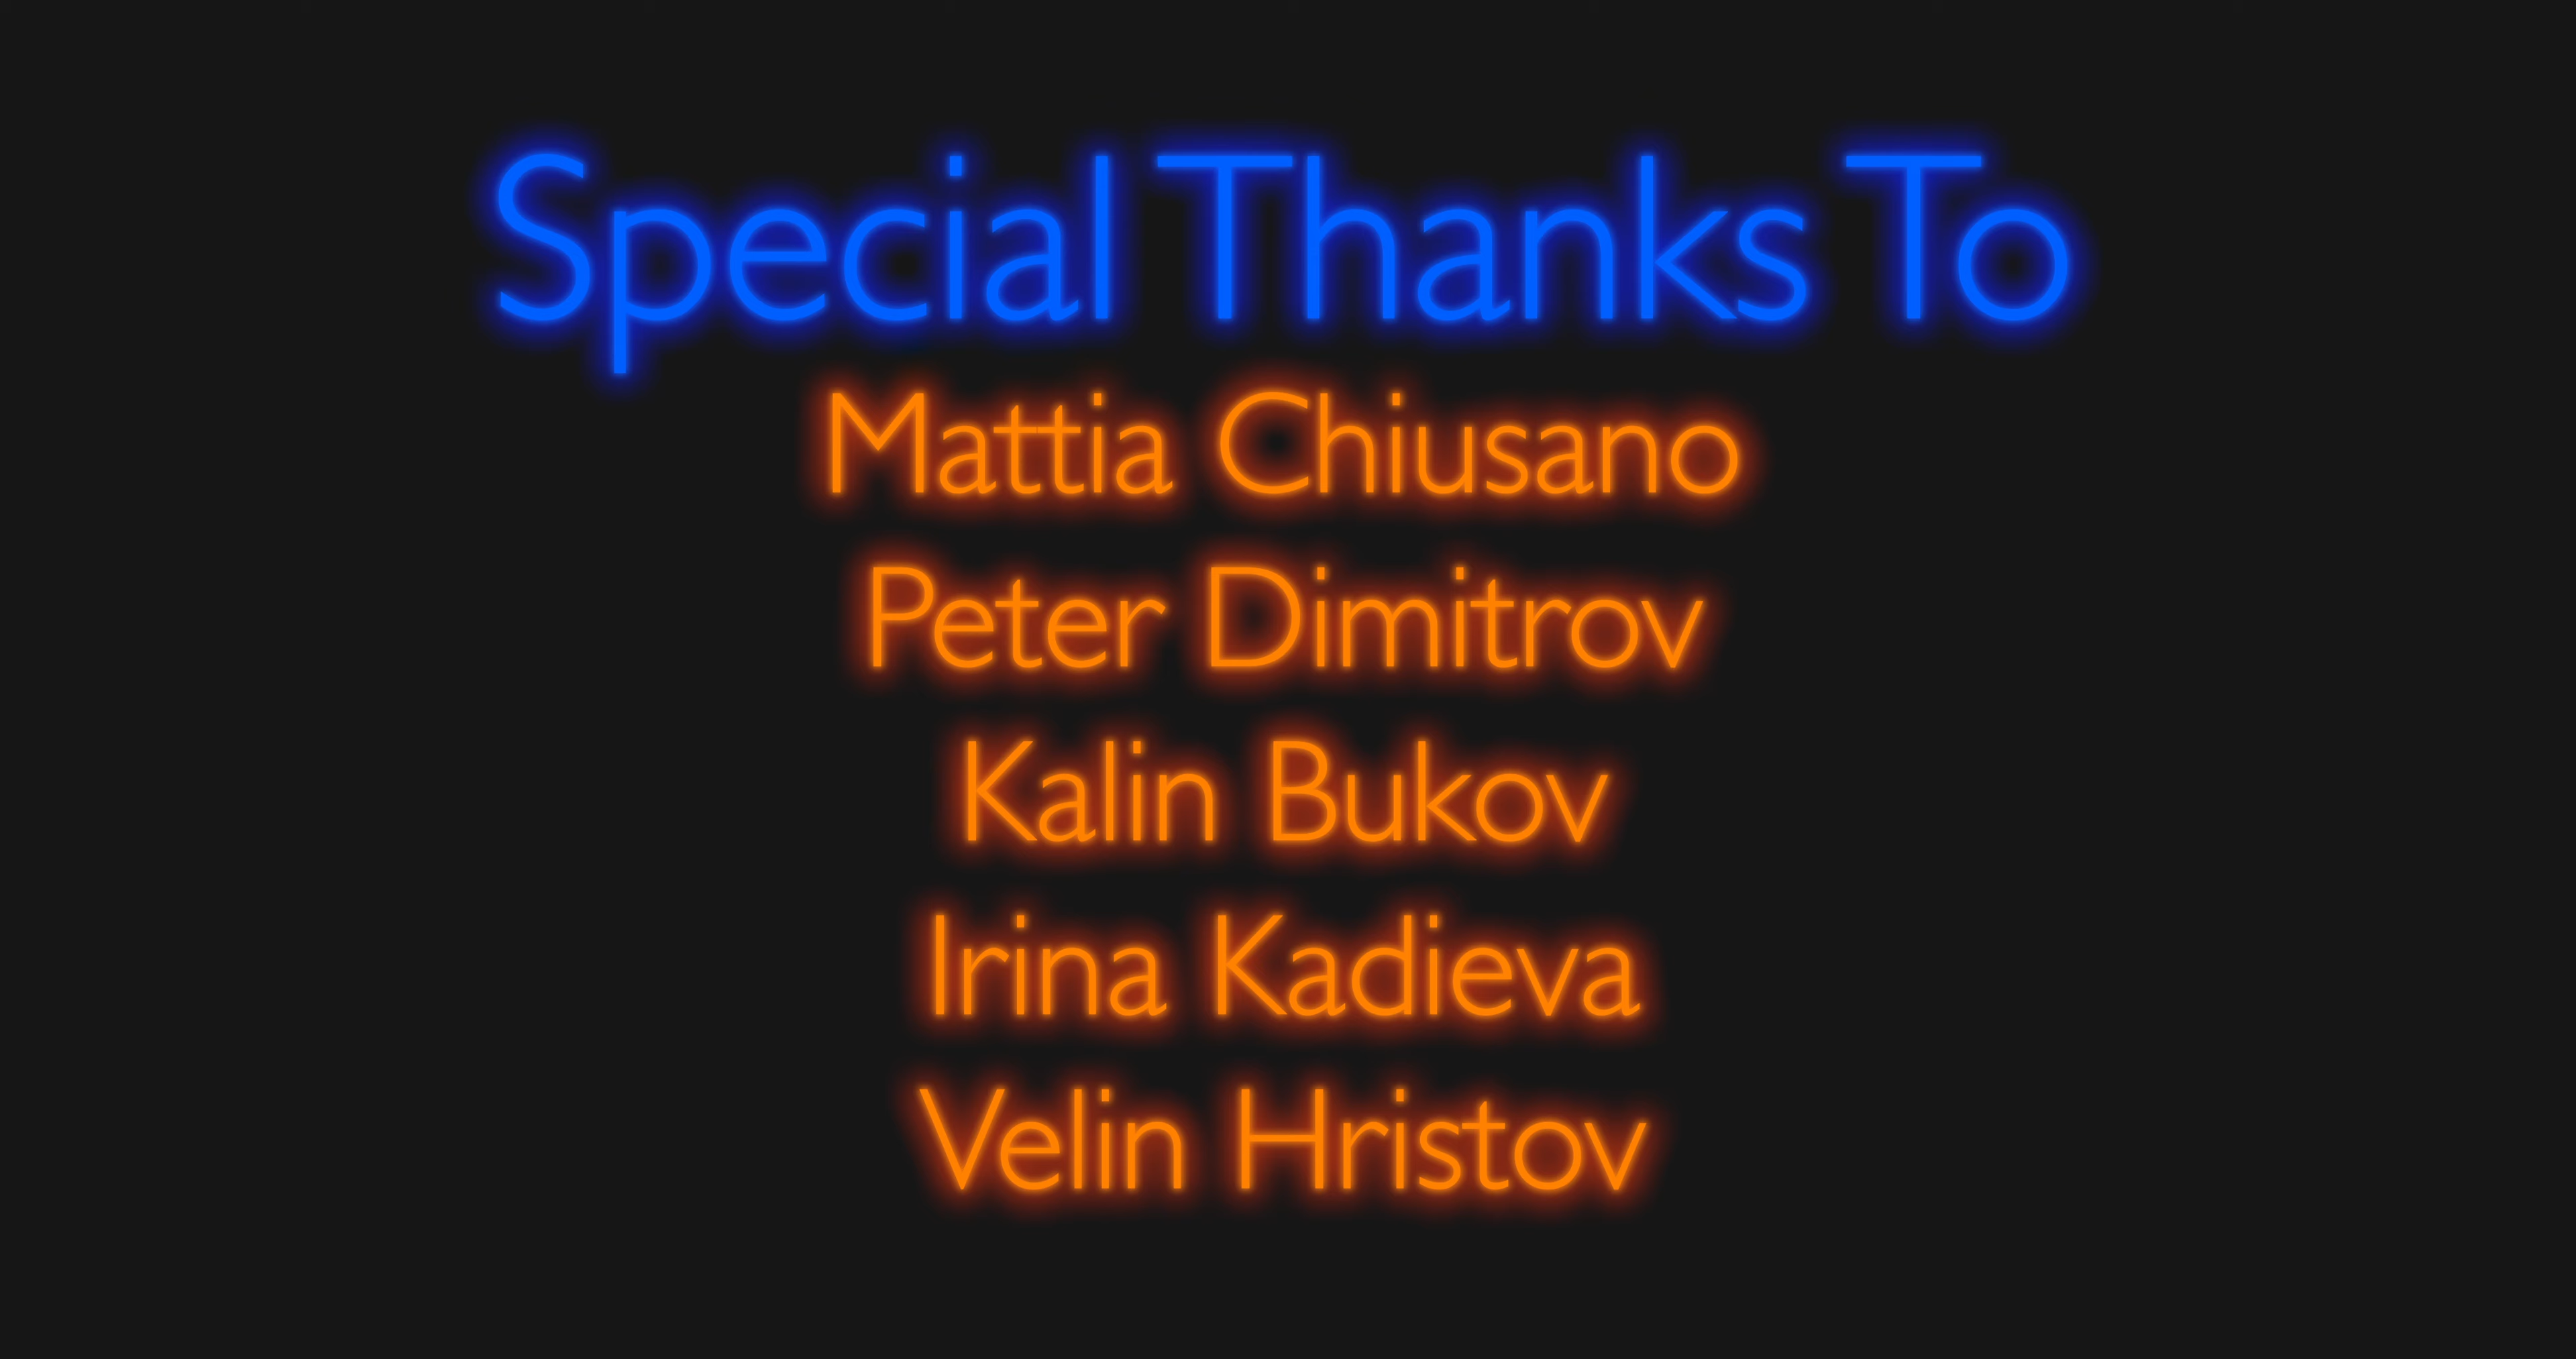 Special Thanks To
Mattia Chiusano
Peter Dimitrov
Kalin Bukov
Irina Kadieva
Velin Hristov